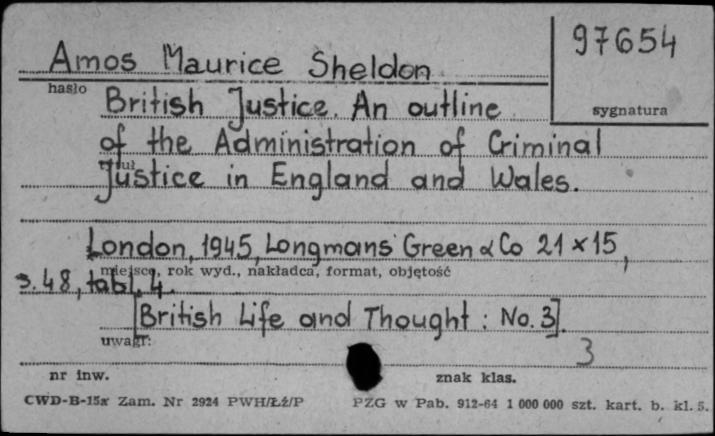 97654
Amos Maurice Sheldon
hasło
British Justice. An outline
sygnatura
of the Administration of Criminal
tytuł
Justice in England and Wales.
London, 1945, Longmans Green & Co 21 x 15,
miejsce, rok wyd., nakładca, format, objętość
s. 48, tabl. 4.
[British Life and Thought : No. 3].
uwagi:
3
nr inw.
znak klas.
CWD-B-15x Zam. Nr 2924 PWH/Łź/P PZG w Pab. 912-64 1 000 000 szt. kart. b. kl. 5.